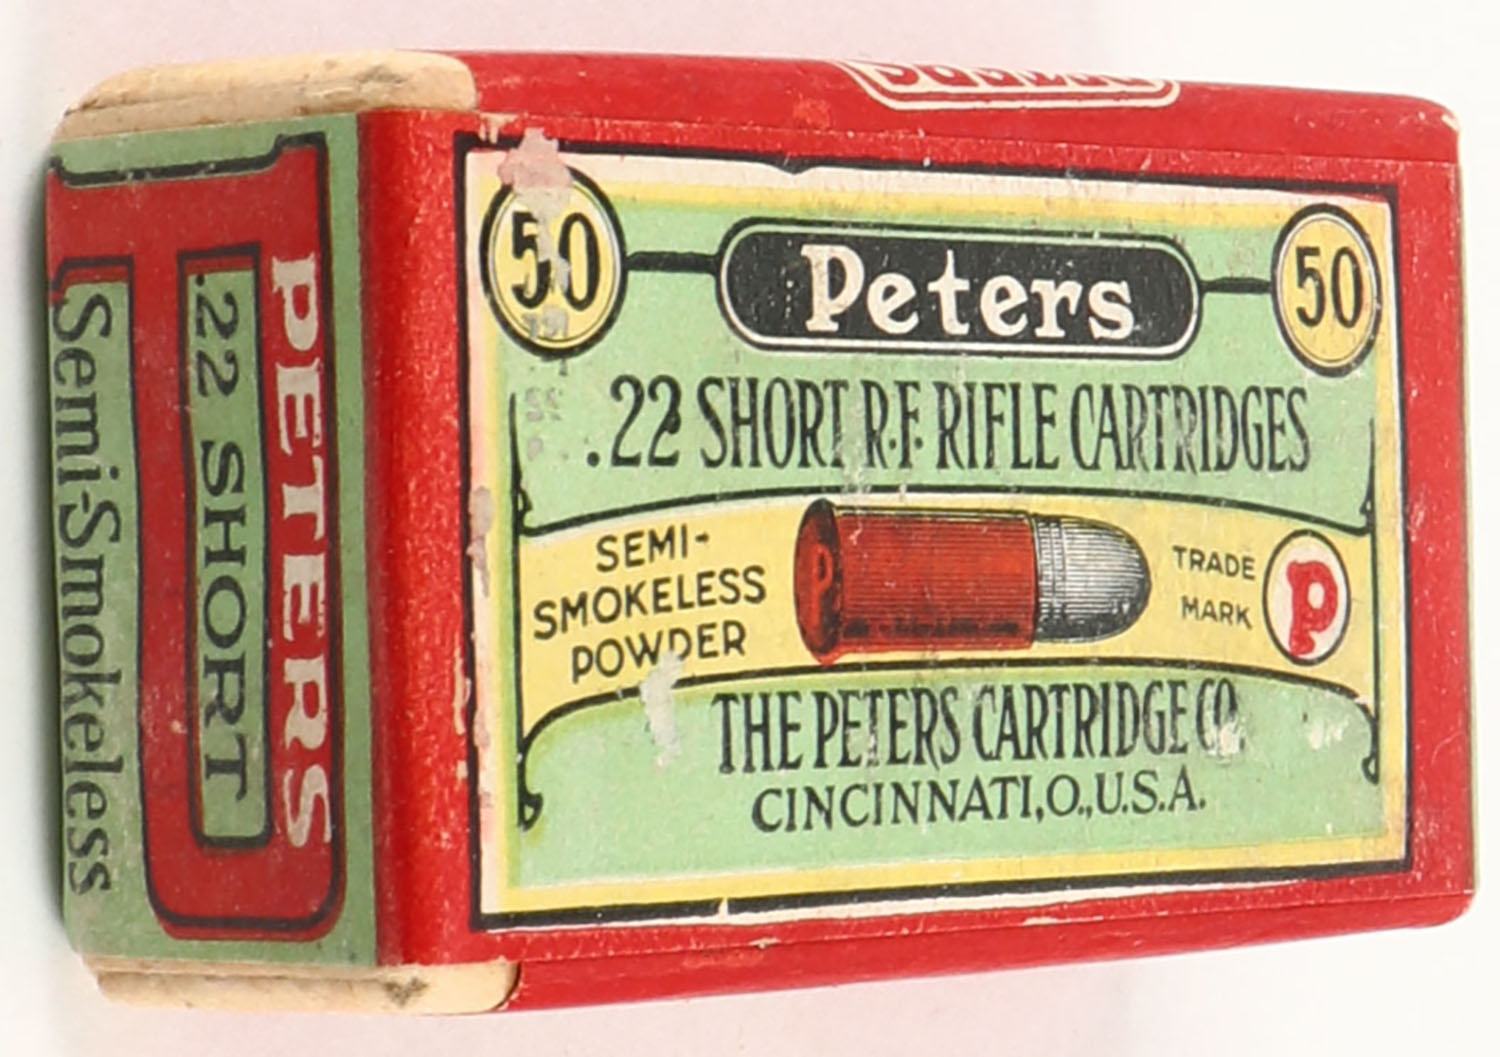 50
Peters
50
.22 SHORT R.F. RIFLE CARTRIDGES
SEMI-
SMOKELESS
POWDER
TRADE
MARK
P
THE PETERS CARTRIDGE CO.
CINCINNATI, O., U.S.A.
PETERS
.22 SHORT
Semi-Smokeless